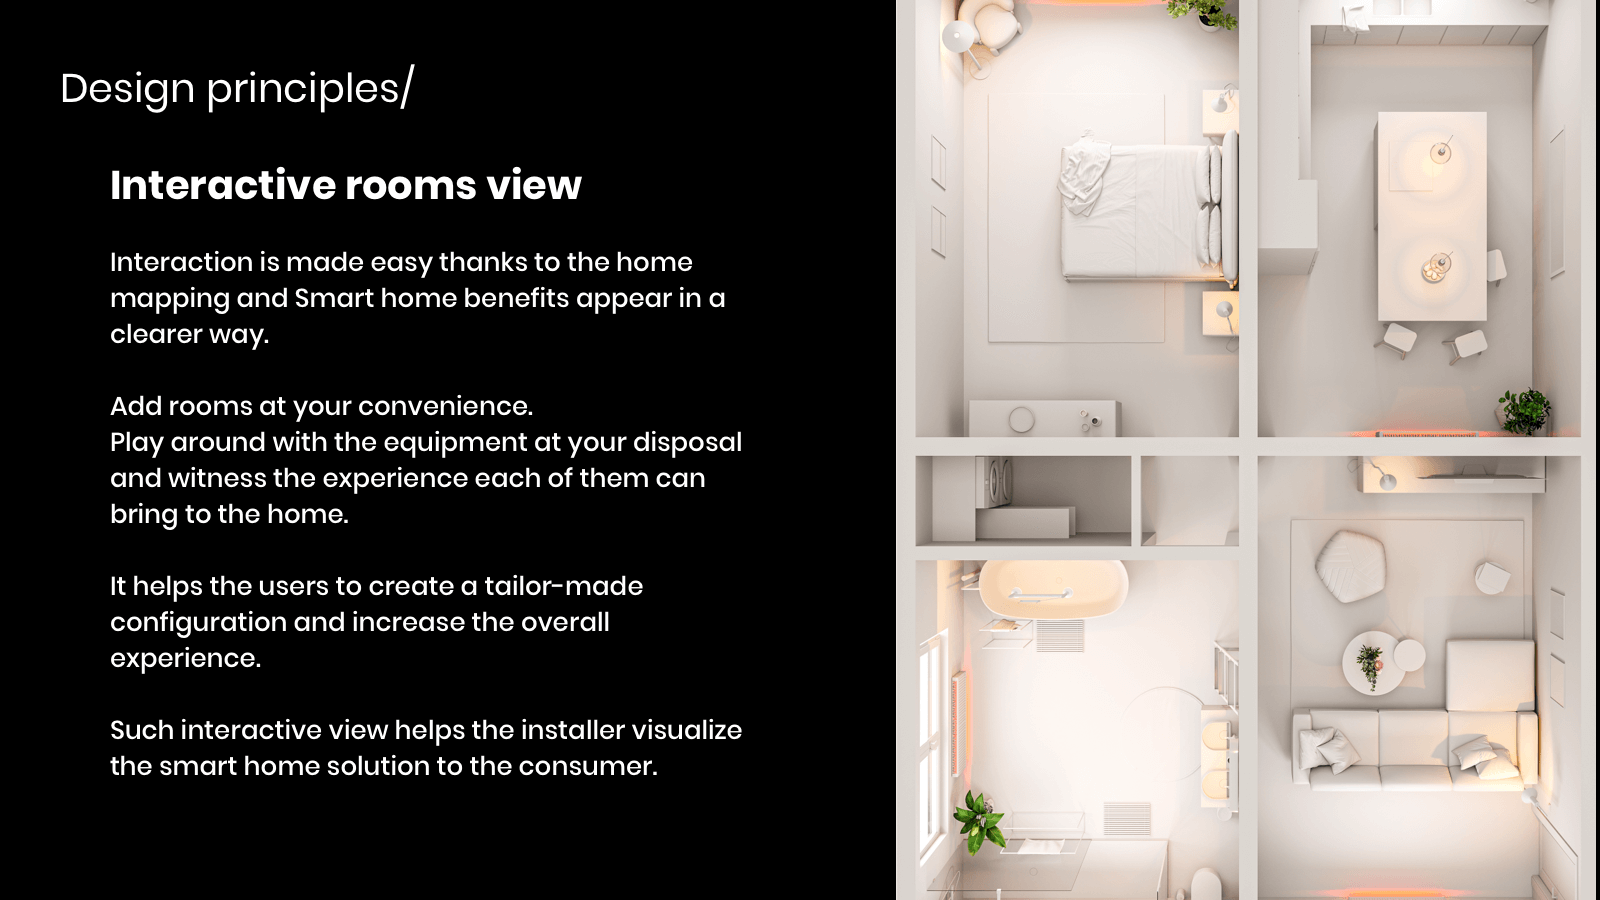 Design principles/
Interactive rooms view
Interaction is made easy thanks to the home
mapping and Smart home benefits appear in a
clearer way.
Add rooms at your convenience.
Play around with the equipment at your disposal
and witness the experience each of them can
bring to the home.
It helps the users to create a tailor-made
configuration and increase the overall
experience.
Such interactive view helps the installer visualize
the smart home solution to the consumer.